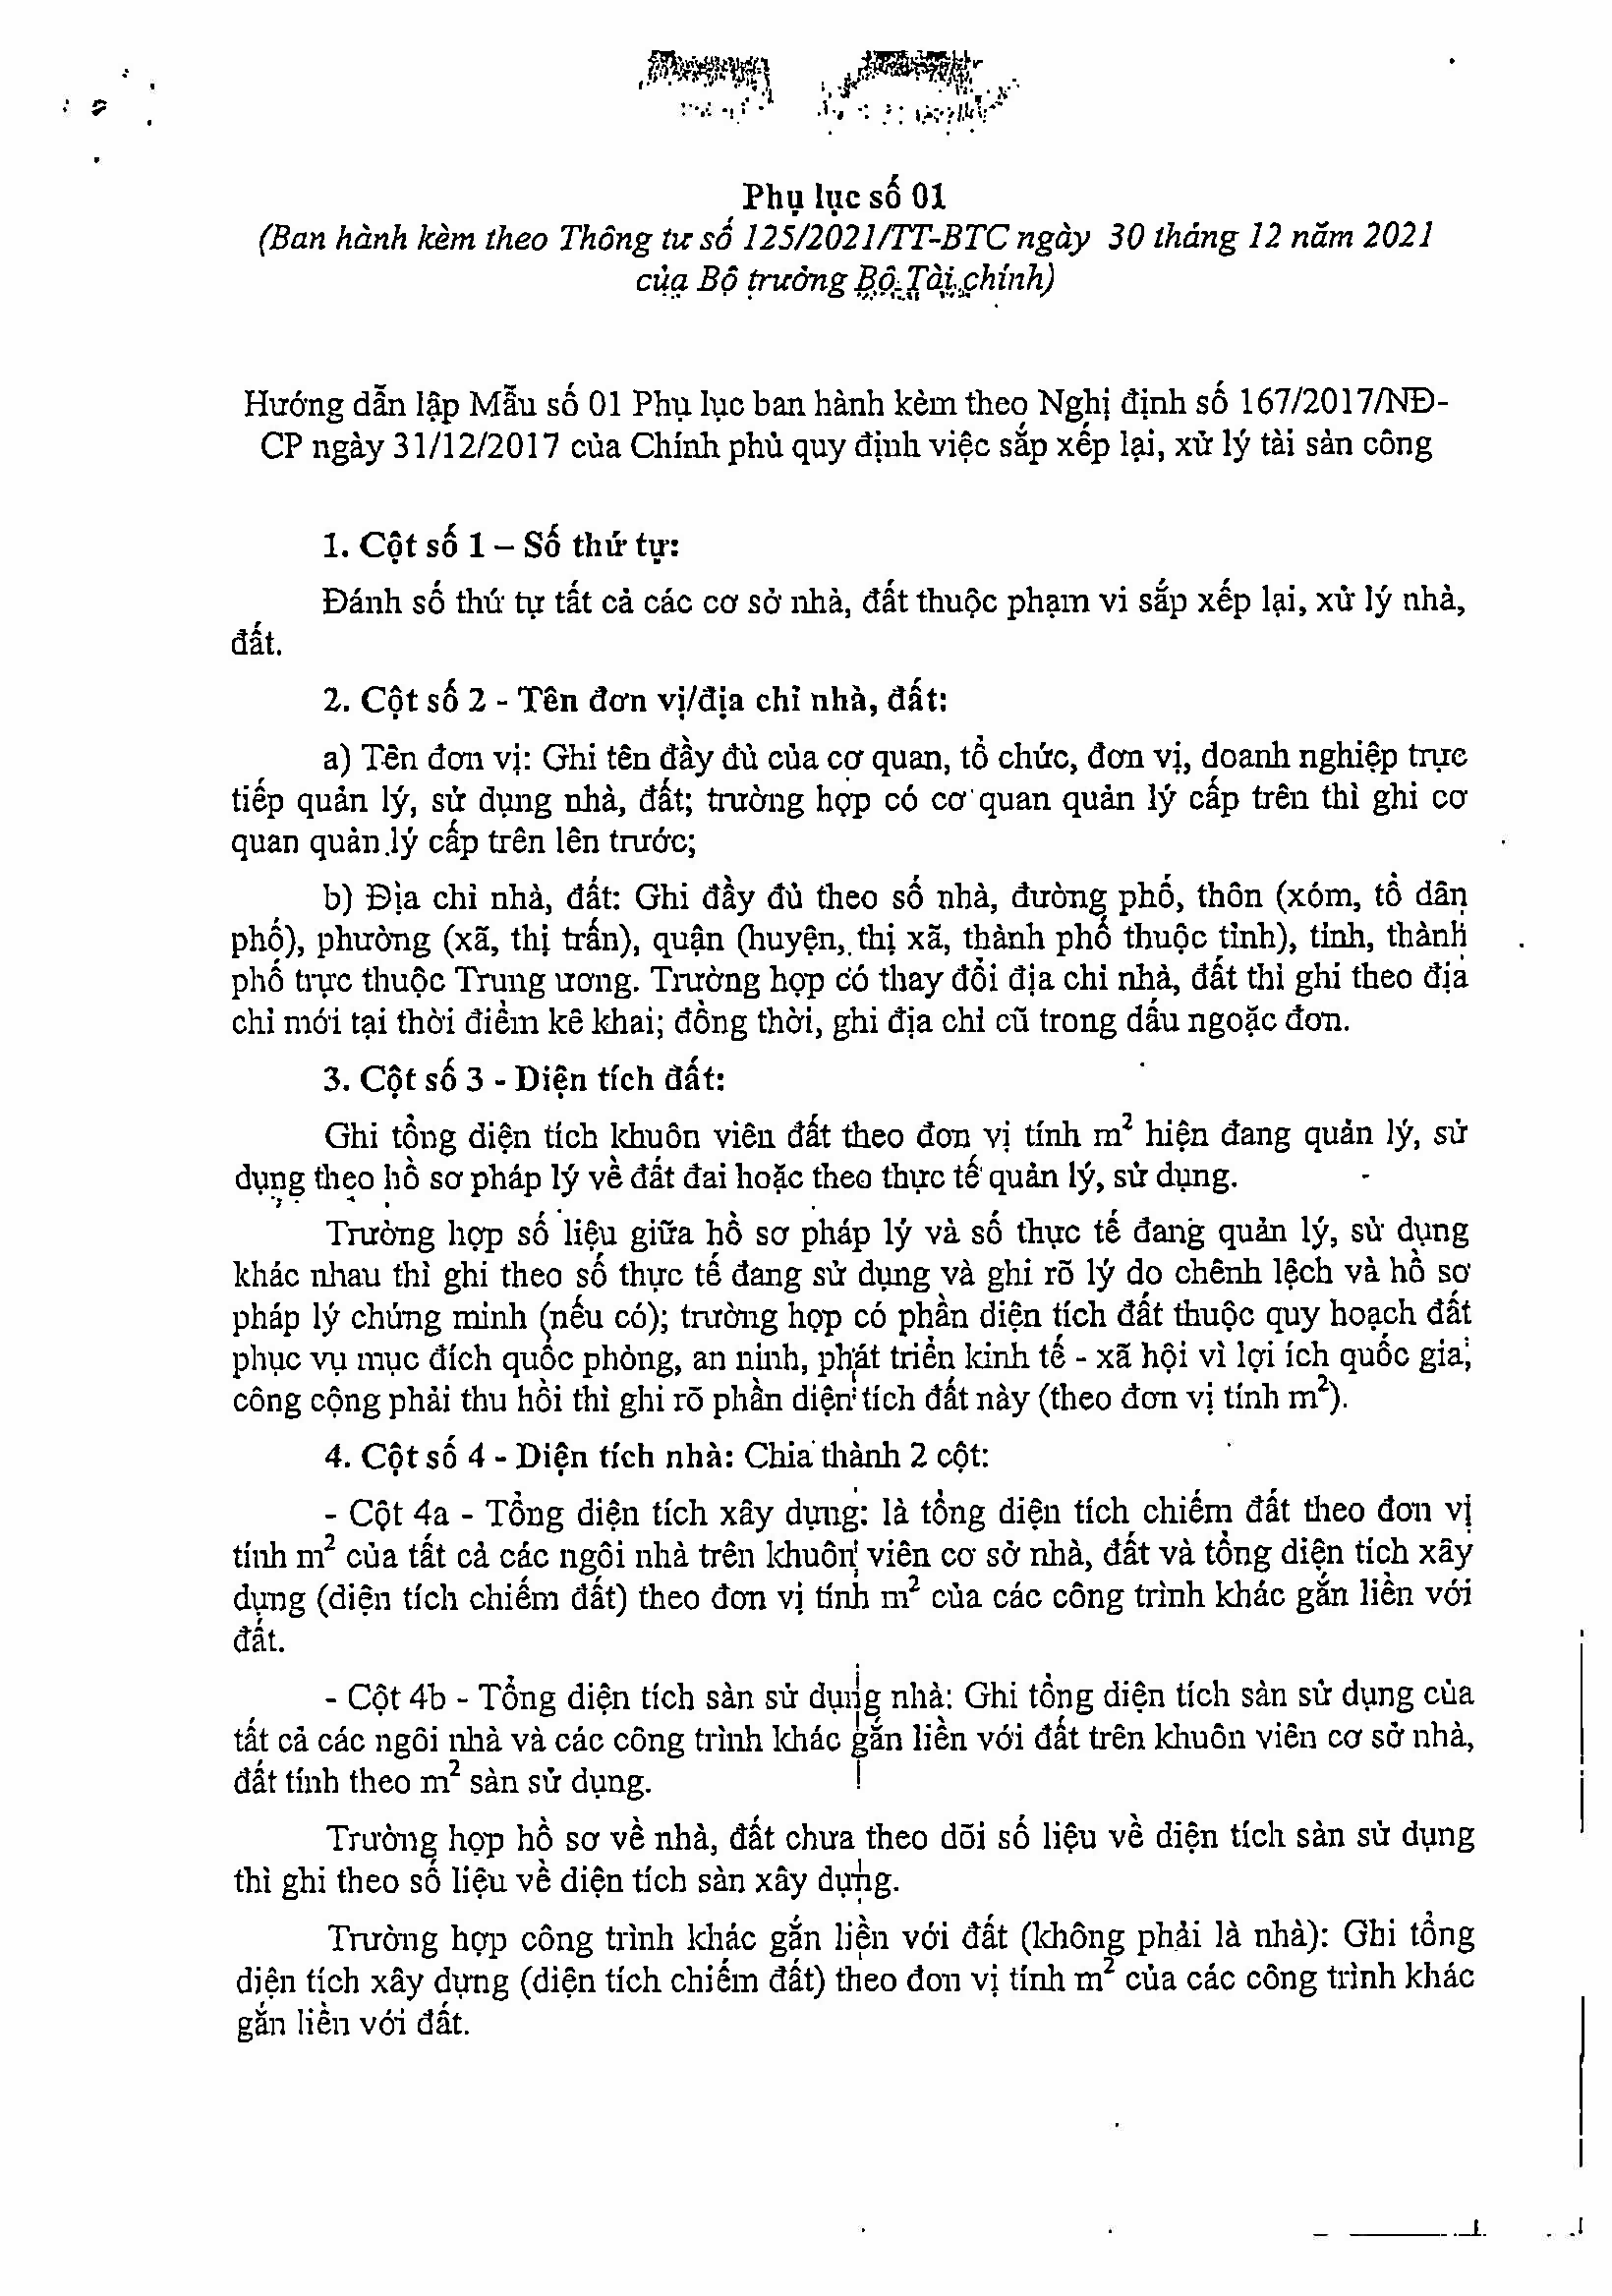 Phụ lục số 01
(Ban hành kèm theo Thông tư số 125/2021/TT-BTC ngày 30 tháng 12 năm 2021
của Bộ trưởng Bộ Tài chính)
Hướng dẫn lập Mẫu số 01 Phụ lục ban hành kèm theo Nghị định số 167/2017/NĐ-
CP ngày 31/12/2017 của Chính phủ quy định việc sắp xếp lại, xử lý tài sản công
1. Cột số 1 – Số thứ tự:
Đánh số thứ tự tất cả các cơ sở nhà, đất thuộc phạm vi sắp xếp lại, xử lý nhà,
đất.
2. Cột số 2 - Tên đơn vị/địa chỉ nhà, đất:
a) Tên đơn vị: Ghi tên đầy đủ của cơ quan, tổ chức, đơn vị, doanh nghiệp trực
tiếp quản lý, sử dụng nhà, đất; trường hợp có cơ quan quản lý cấp trên thì ghi cơ
quan quản lý cấp trên lên trước;
b) Địa chỉ nhà, đất: Ghi đầy đủ theo số nhà, đường phố, thôn (xóm, tổ dân
phố), phường (xã, thị trấn), quận (huyện, thị xã, thành phố thuộc tỉnh), tỉnh, thành
phố trực thuộc Trung ương. Trường hợp có thay đổi địa chỉ nhà, đất thì ghi theo địa
chỉ mới tại thời điểm kê khai; đồng thời, ghi địa chỉ cũ trong dấu ngoặc đơn.
3. Cột số 3 - Diện tích đất:
Ghi tổng diện tích khuôn viên đất theo đơn vị tính m² hiện đang quản lý, sử
dụng theo hồ sơ pháp lý về đất đai hoặc theo thực tế quản lý, sử dụng.
Trường hợp số liệu giữa hồ sơ pháp lý và số thực tế đang quản lý, sử dụng
khác nhau thì ghi theo số thực tế đang sử dụng và ghi rõ lý do chênh lệch và hồ sơ
pháp lý chứng minh (nếu có); trường hợp có phần diện tích đất thuộc quy hoạch đất
phục vụ mục đích quốc phòng, an ninh, phát triển kinh tế - xã hội vì lợi ích quốc gia,
công cộng phải thu hồi thì ghi rõ phần diện tích đất này (theo đơn vị tính m²).
4. Cột số 4 - Diện tích nhà: Chia thành 2 cột:
- Cột 4a - Tổng diện tích xây dựng: là tổng diện tích chiếm đất theo đơn vị
tính m² của tất cả các ngôi nhà trên khuôn viên cơ sở nhà, đất và tổng diện tích xây
dựng (diện tích chiếm đất) theo đơn vị tính m² của các công trình khác gắn liền với
đất.
- Cột 4b - Tổng diện tích sàn sử dụng nhà: Ghi tổng diện tích sàn sử dụng của
tất cả các ngôi nhà và các công trình khác gắn liền với đất trên khuôn viên cơ sở nhà,
đất tính theo m² sàn sử dụng.
Trường hợp hồ sơ về nhà, đất chưa theo dõi số liệu về diện tích sàn sử dụng
thì ghi theo số liệu về diện tích sàn xây dựng.
Trường hợp công trình khác gắn liền với đất (không phải là nhà): Ghi tổng
diện tích xây dựng (diện tích chiếm đất) theo đơn vị tính m² của các công trình khác
gắn liền với đất.